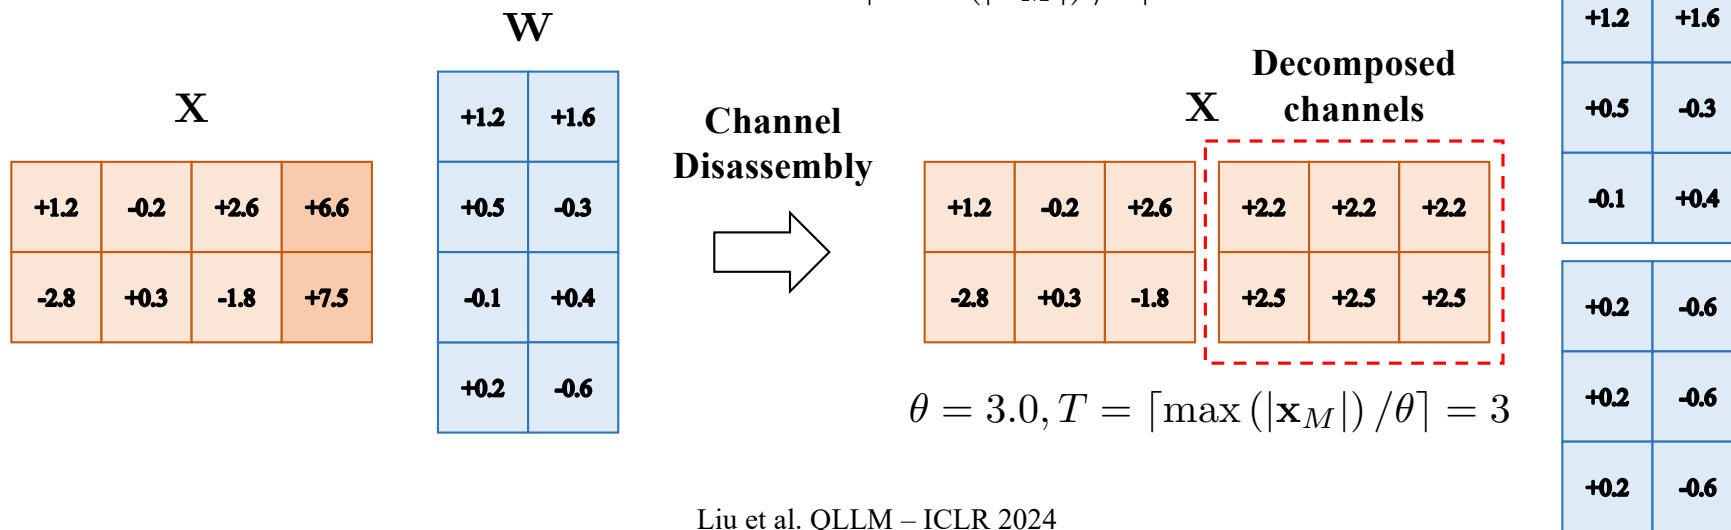 W
X
+1.2 +1.6
+0.5 -0.3
-0.1 +0.4
+0.2 -0.6
+1.2 -0.2 +2.6 +6.6
-2.8 +0.3 -1.8 +7.5
Channel
Disassembly
X
Decomposed
channels
+1.2 -0.2 +2.6 +2.2 +2.2 +2.2
-2.8 +0.3 -1.8 +2.5 +2.5 +2.5
θ = 3.0, T = ⌈max (|x_M|) /θ⌉ = 3
+1.2 +1.6
+0.5 -0.3
-0.1 +0.4
+0.2 -0.6
+0.2 -0.6
+0.2 -0.6
Liu et al. QLLM – ICLR 2024